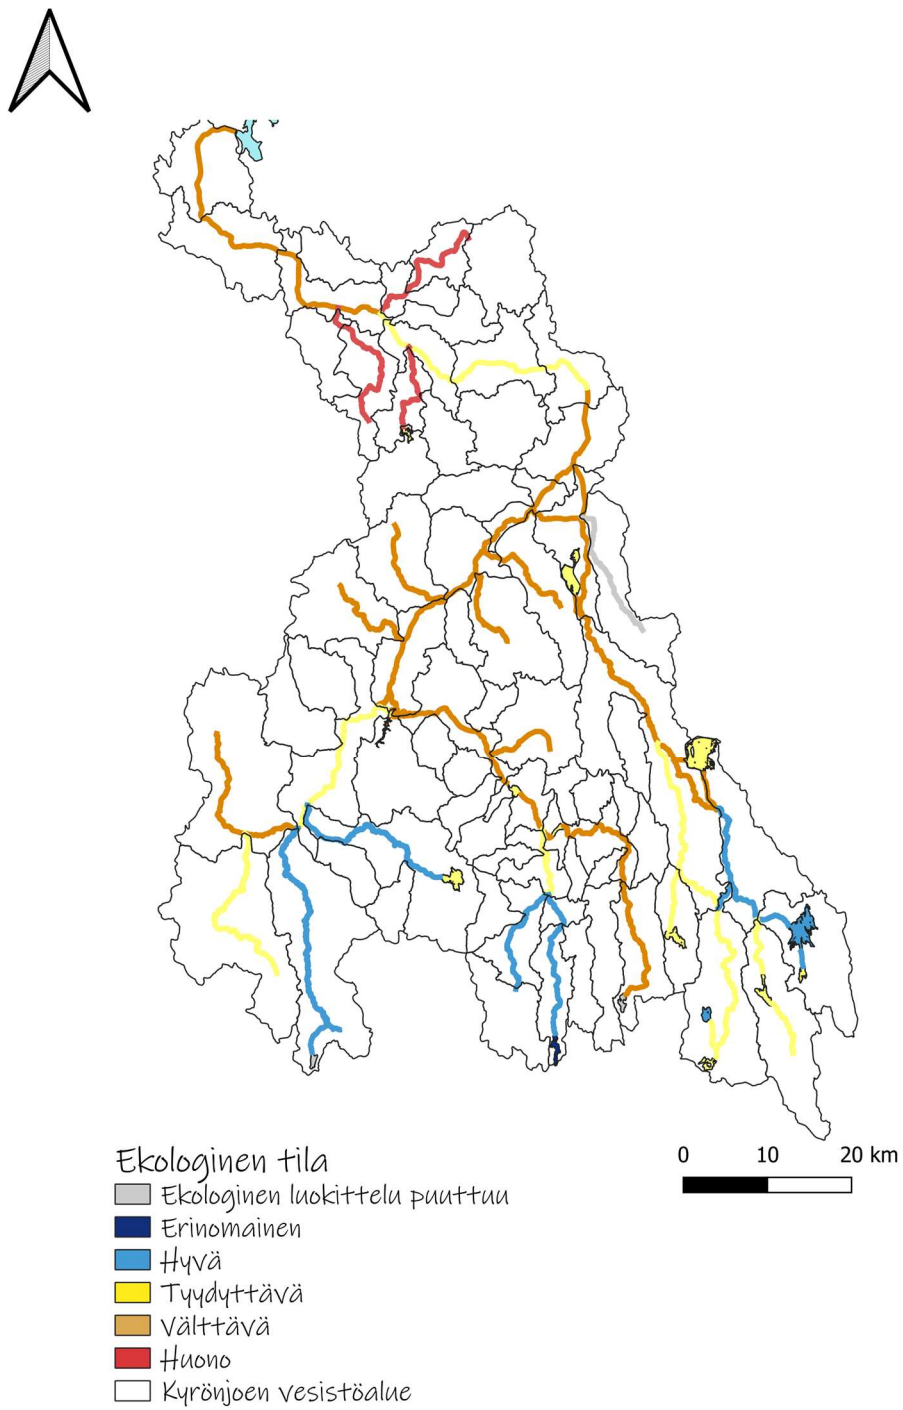 Ekologinen tila
0 10 20 km
Ekologinen luokittelu puuttuu
Erinomainen
Hyvä
Tyydyttävä
Välttävä
Huono
Kyrönjoen vesistöalue